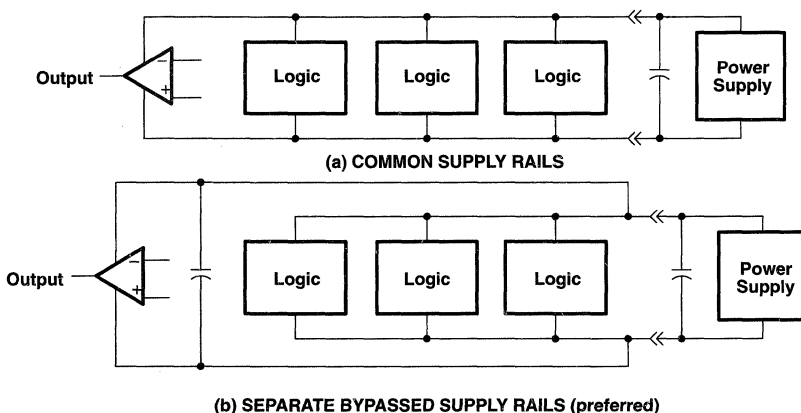 Output
−
+
Logic
Logic
Logic
Power
Supply
(a) COMMON SUPPLY RAILS
Output
−
+
Logic
Logic
Logic
Power
Supply
(b) SEPARATE BYPASSED SUPPLY RAILS (preferred)